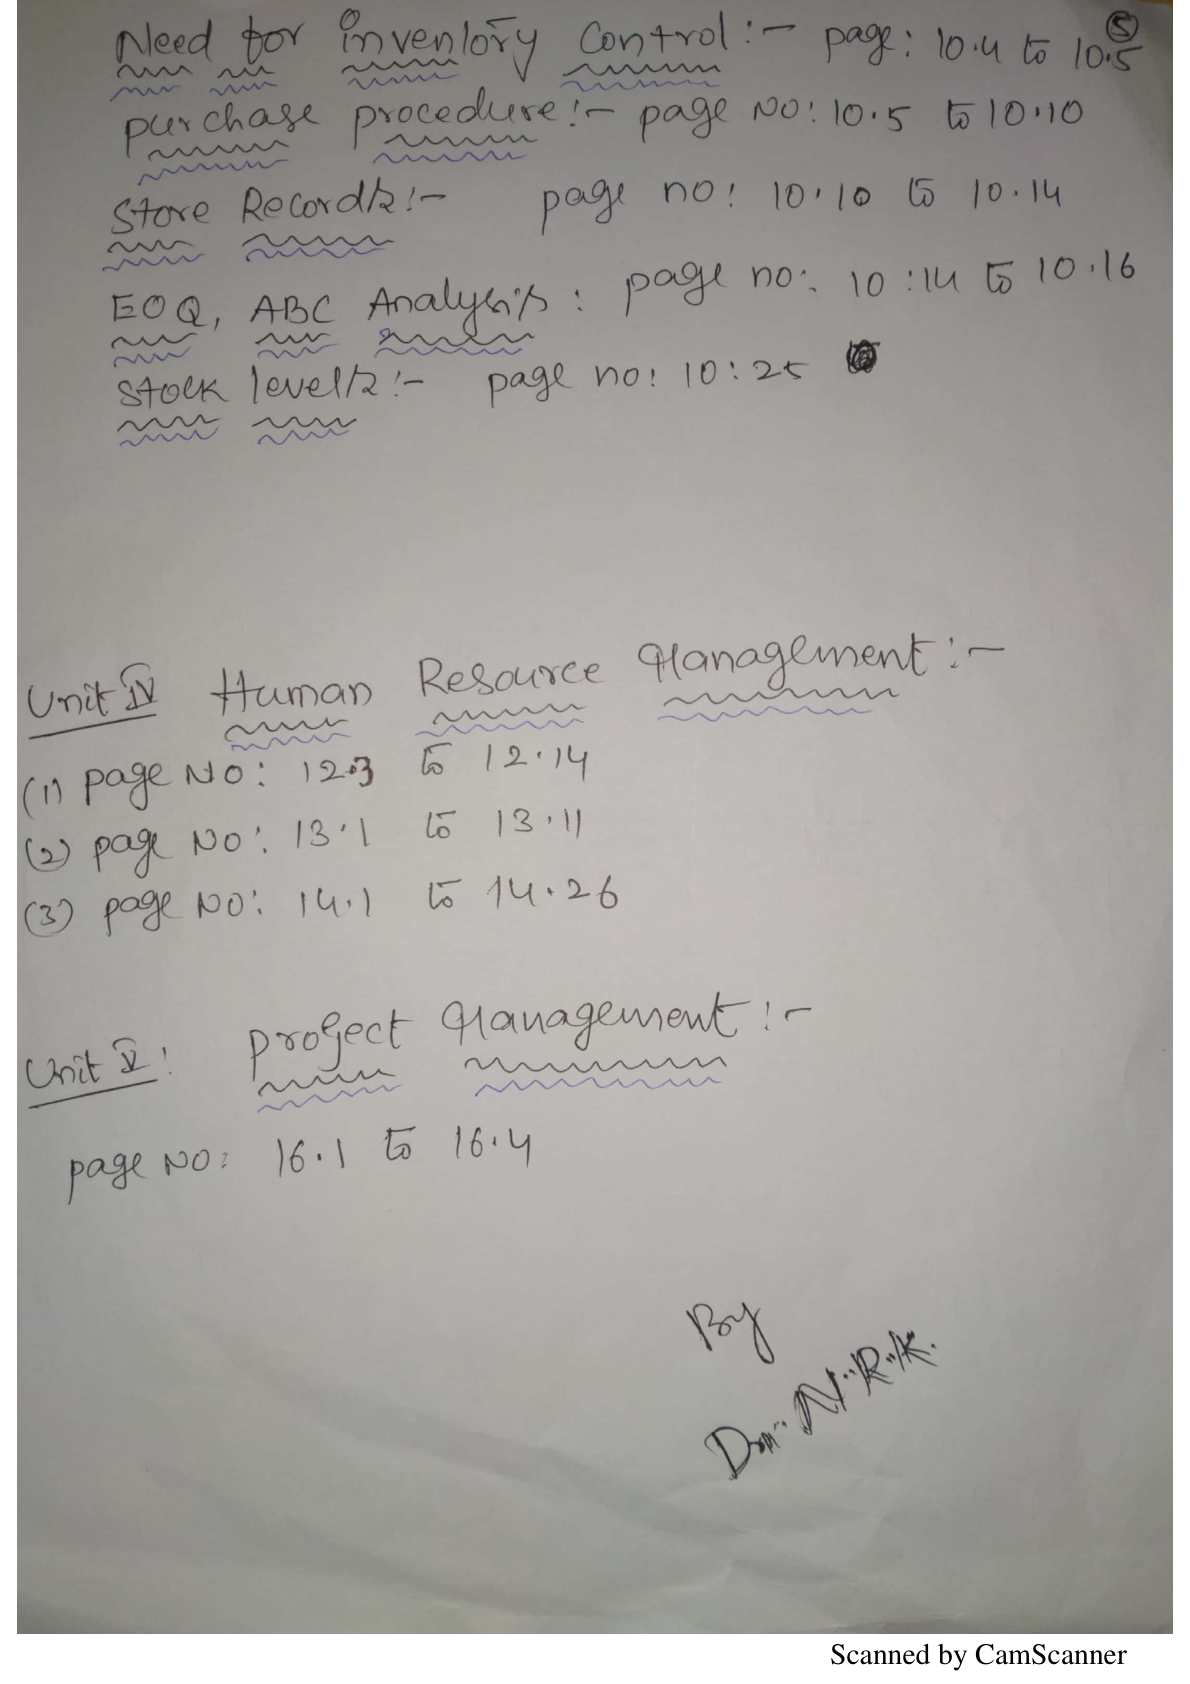 5
Need for inventory Control:- page: 10.4 to 10.5
purchase procedure:- page No: 10.5 to 10.10
Store Records:- page no: 10.10 to 10.14
EOQ, ABC Analysis: page no: 10:14 to 10.16
Stock levels:- page no: 10:25
Unit IV Human Resource Management:-
(1) page No: 12.3 to 12.14
(2) page No: 13.1 to 13.11
(3) page No: 14.1 to 14.26
Unit V: project Management:-
page No: 16.1 to 16.4
By
Dr. N.R.K.
Scanned by CamScanner